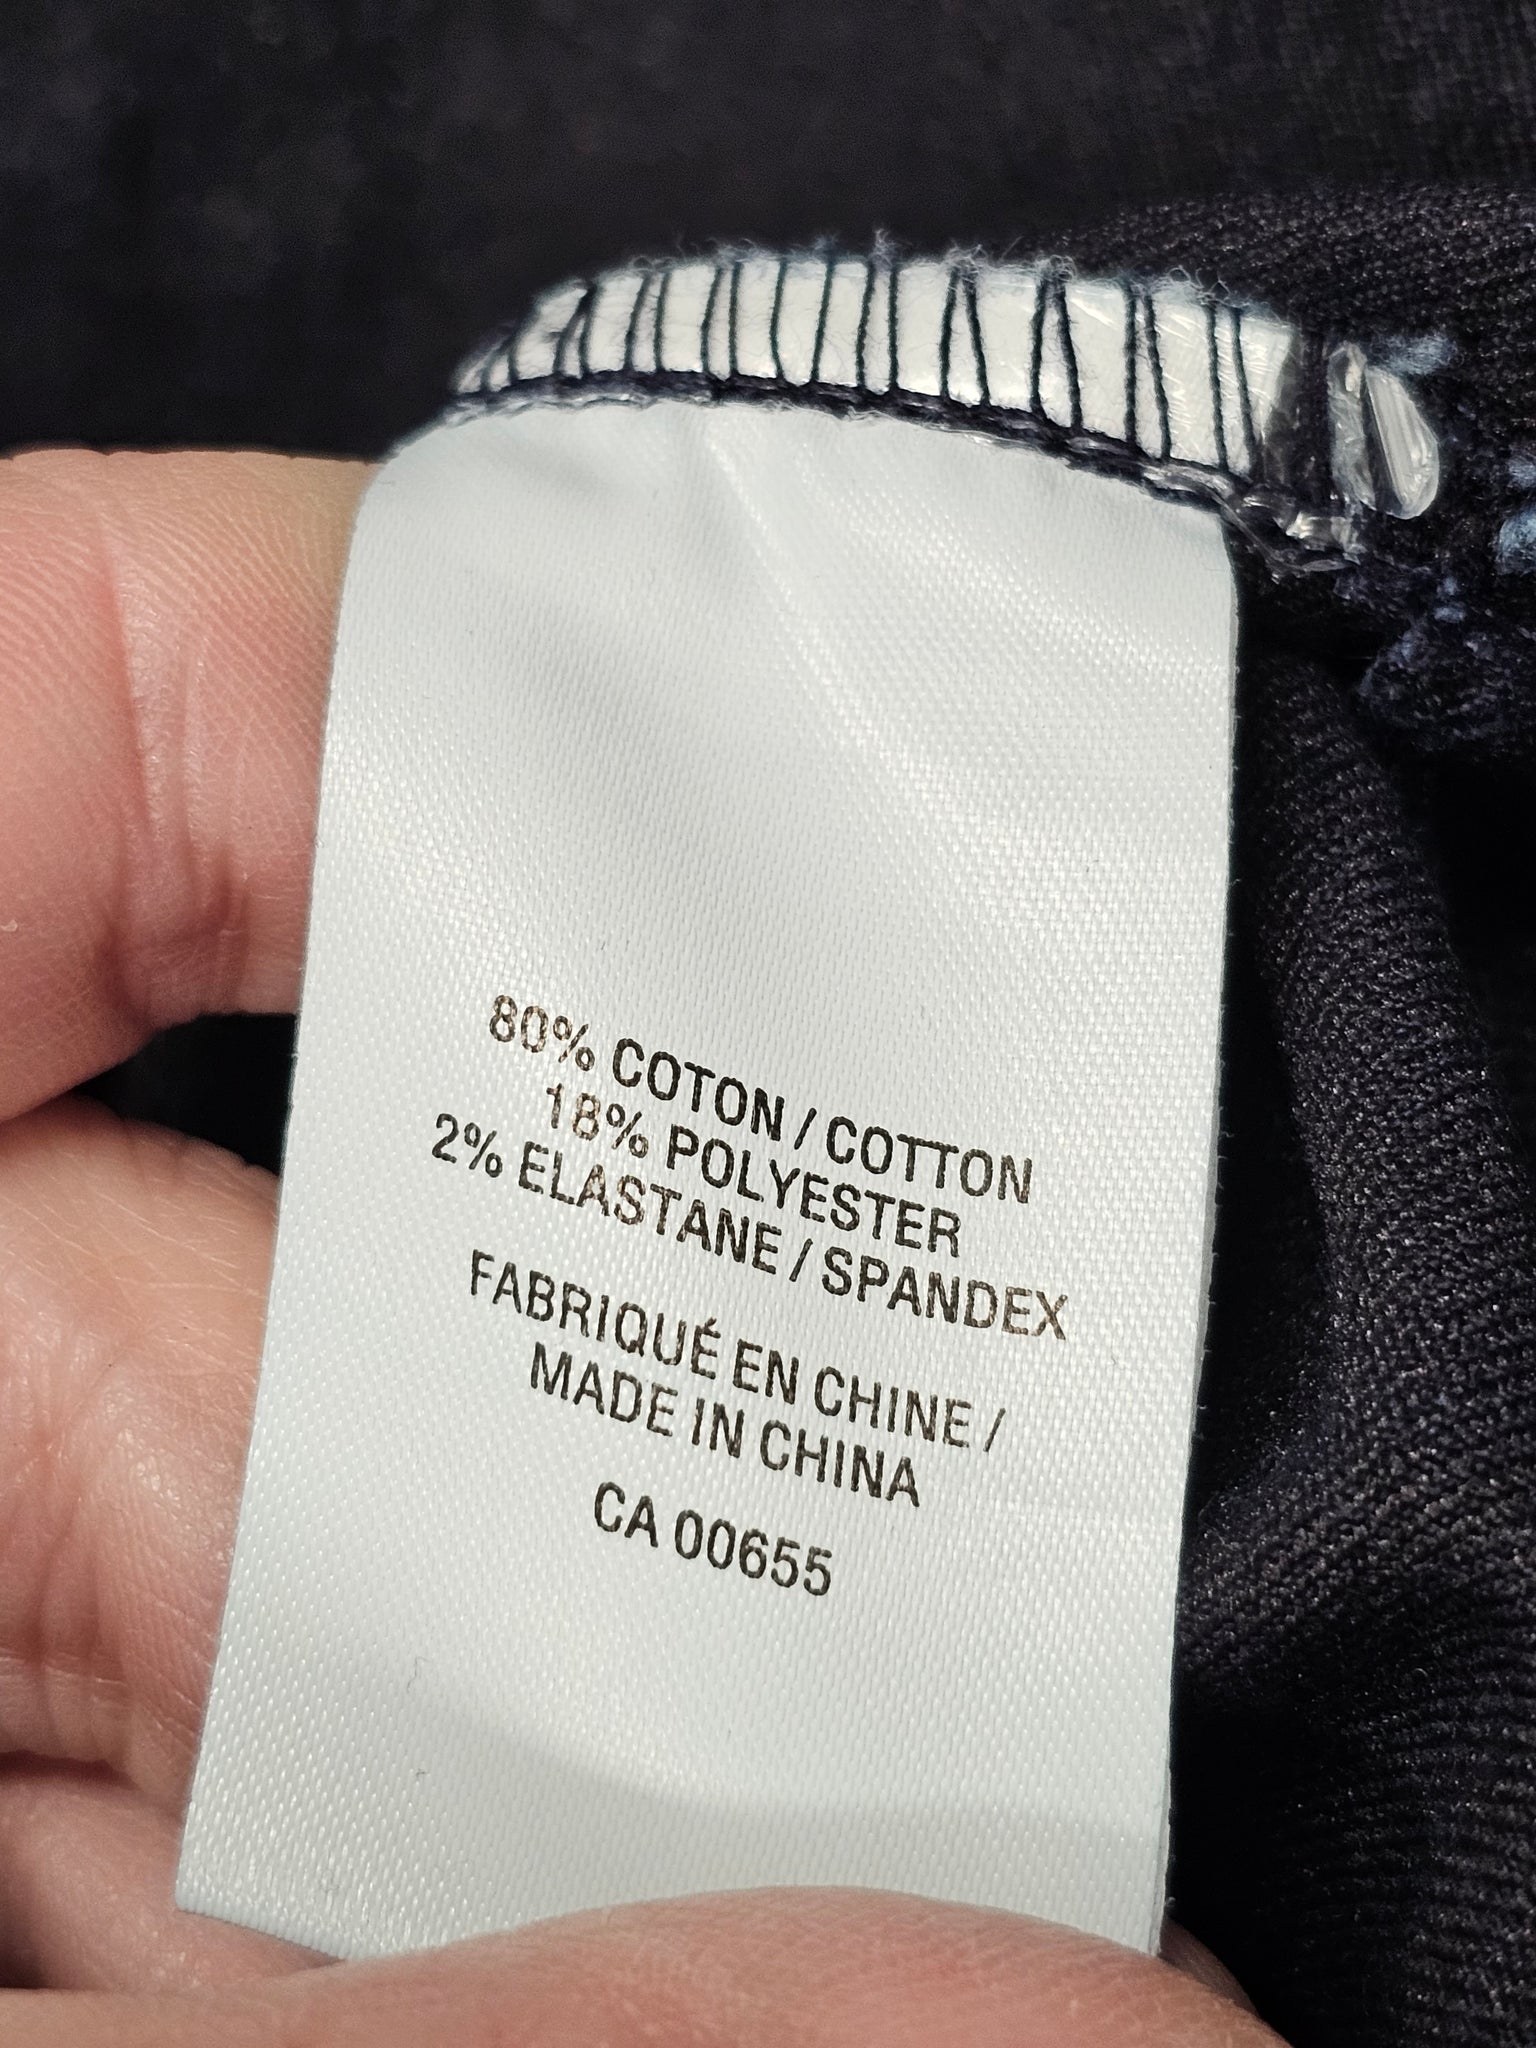 80% COTON / COTTON
18% POLYESTER
2% ELASTANE / SPANDEX
FABRIQUÉ EN CHINE /
MADE IN CHINA
CA 00655